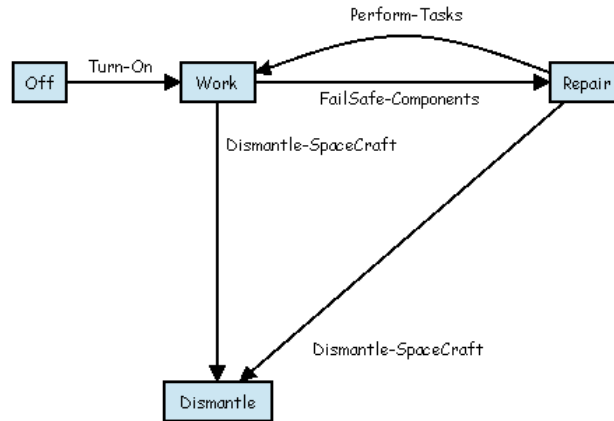 Perform-Tasks
Turn-On
Off
Work
Repair
FailSafe-Components
Dismantle-SpaceCraft
Dismantle-SpaceCraft
Dismantle